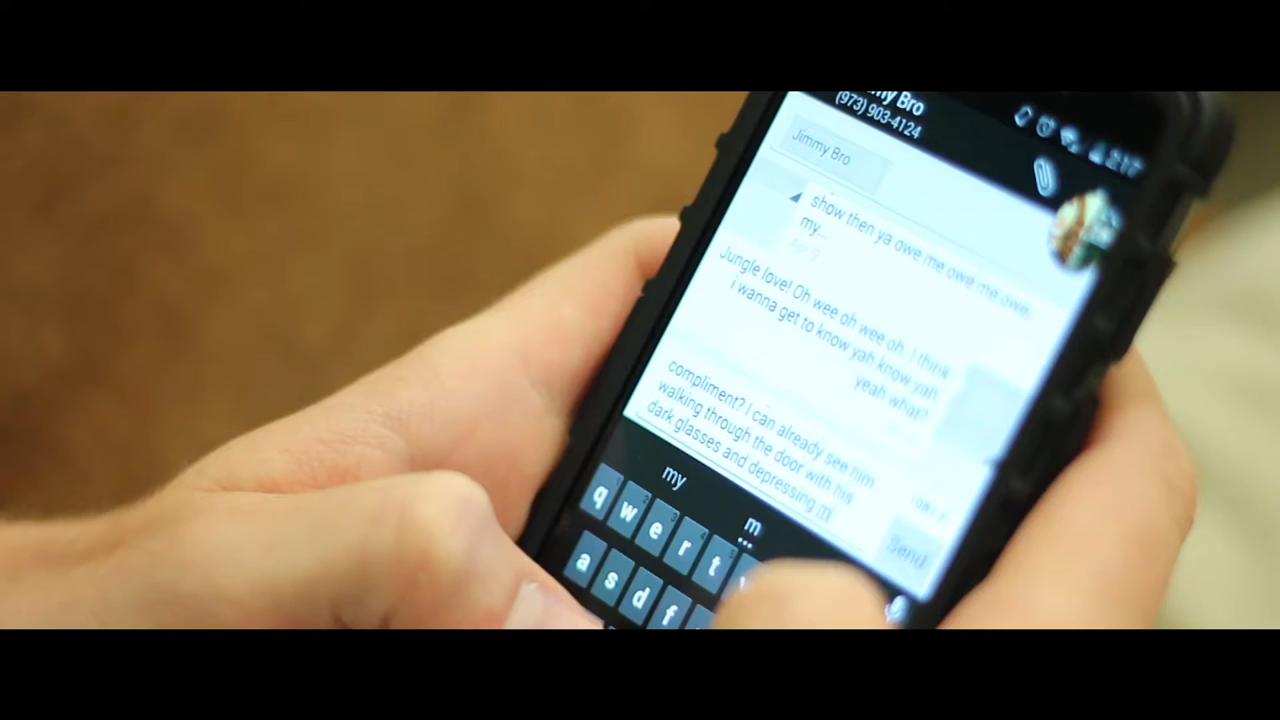 my Bro
(973) 903-4124
Jimmy Bro
show then ya owe me owe me owe.
my...
Jungle love! Oh wee oh wee oh. I think
i wanna get to know yah know yah
yeah what?
compliment? I can already see him
walking through the door with his
dark glasses and depressing m
Send
my
m
q w e r t
a s d f